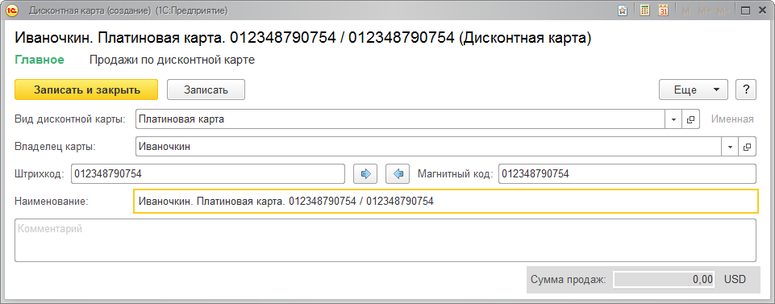 Дисконтная карта (создание) (1С:Предприятие)
Иваночкин. Платиновая карта. 012348790754 / 012348790754 (Дисконтная карта)
Главное Продажи по дисконтной карте
Записать и закрыть Записать Еще ?
Вид дисконтной карты: Платиновая карта Именная
Владелец карты: Иваночкин
Штрихкод: 012348790754 Магнитный код: 012348790754
Наименование: Иваночкин. Платиновая карта. 012348790754 / 012348790754
Комментарий
Сумма продаж: 0,00 USD